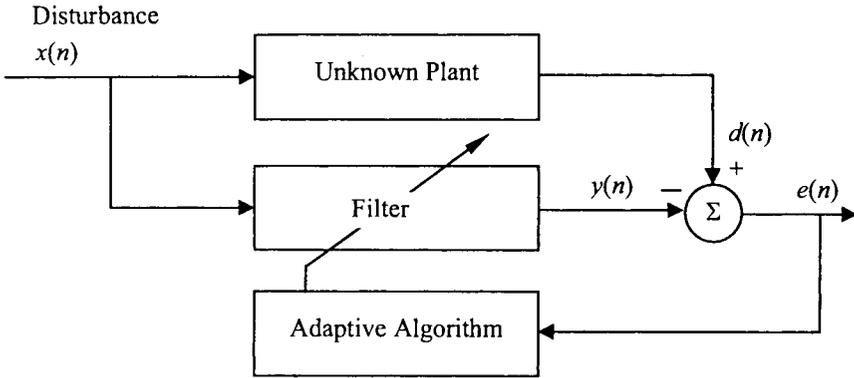 Disturbance
x(n)
Unknown Plant
d(n)
+
Filter
y(n)
−
Σ
e(n)
Adaptive Algorithm